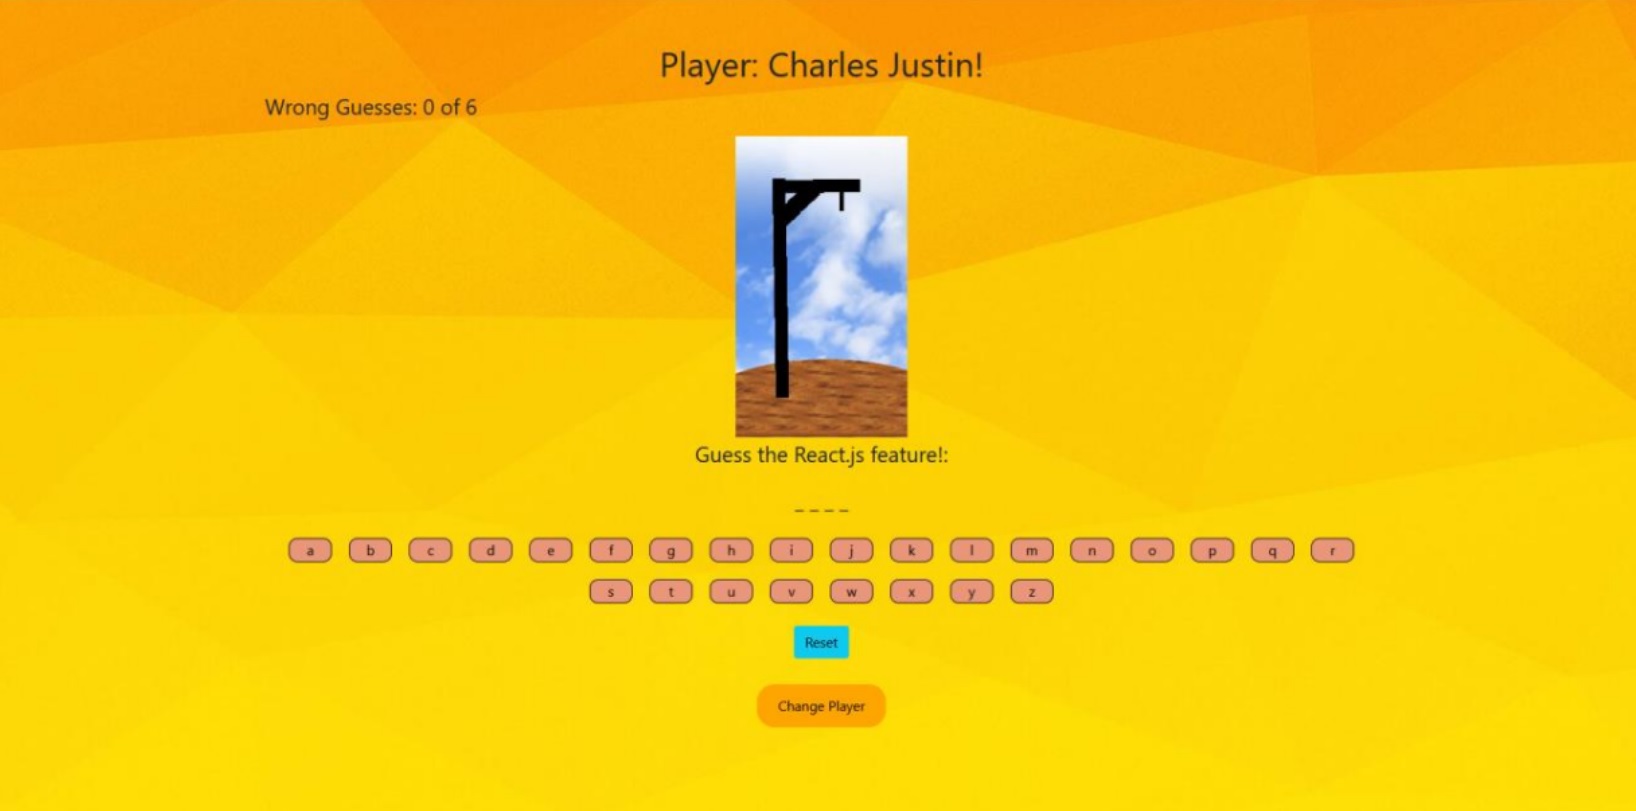 Player: Charles Justin!
Wrong Guesses: 0 of 6
Guess the React.js feature!:
_ _ _ _
a b c d e f g h i j k l m n o p q r
s t u v w x y z
Reset
Change Player